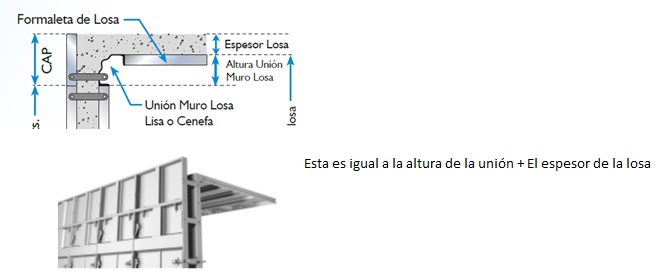 Formaleta de Losa
Espesor Losa
CAP
Altura Unión
Muro Losa
Unión Muro Losa
Lisa o Cenefa
losa
s.
Esta es igual a la altura de la unión + El espesor de la losa